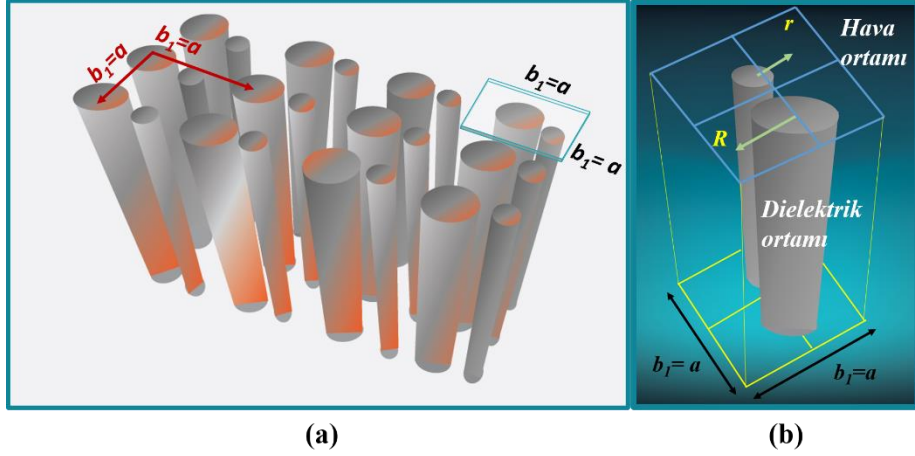 b₁=a
b₁=a
b₁=a
b₁= a
(a)
r
Hava
ortamı
R
Dielektrik
ortamı
b₁= a
b₁=a
(b)